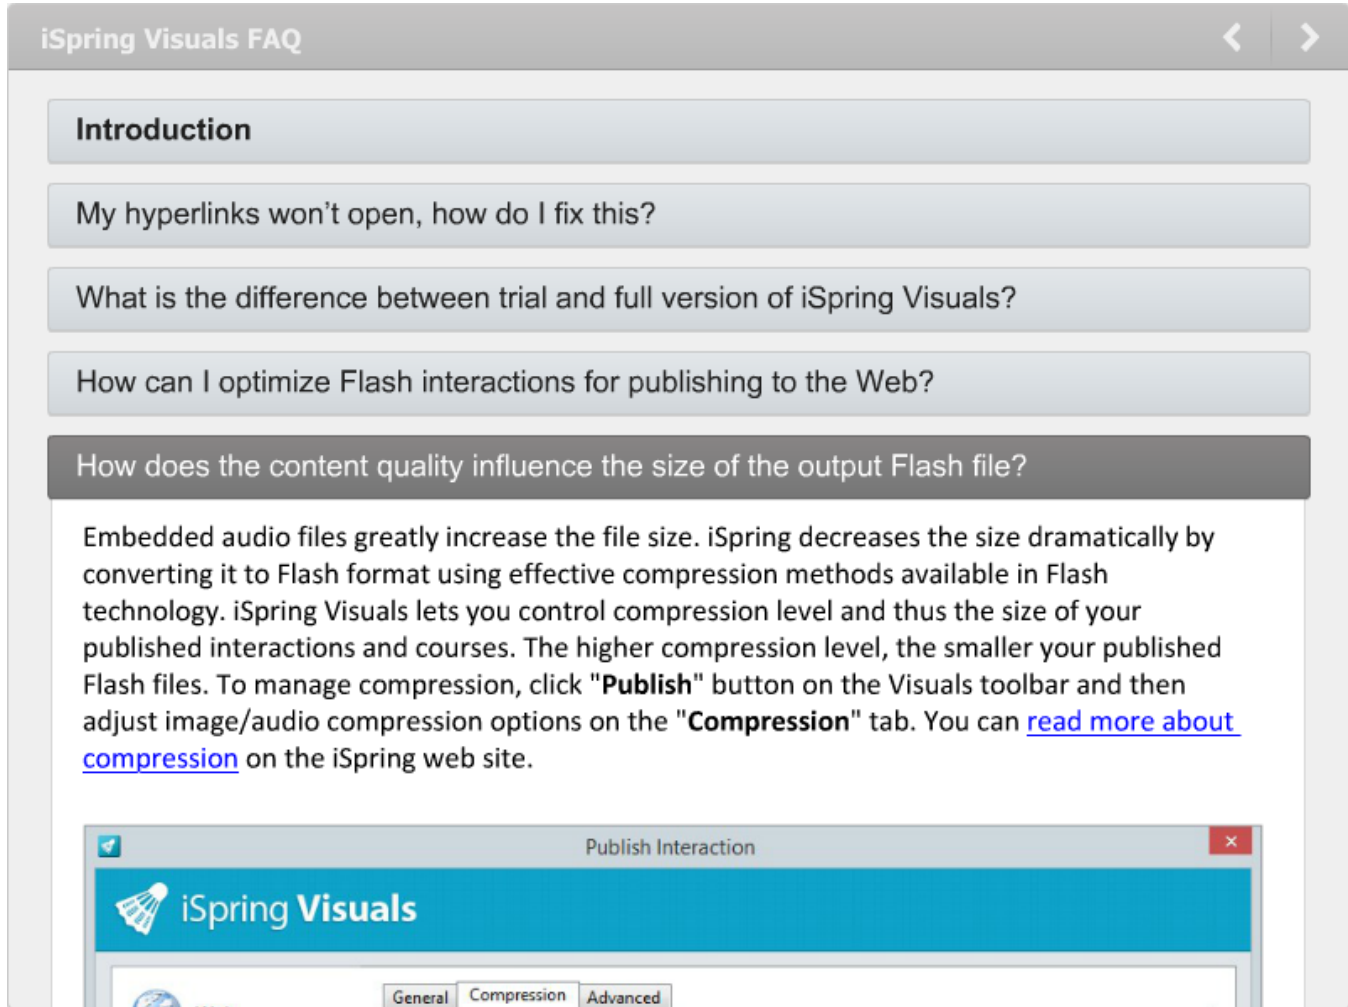 iSpring Visuals FAQ
Introduction
My hyperlinks won’t open, how do I fix this?
What is the difference between trial and full version of iSpring Visuals?
How can I optimize Flash interactions for publishing to the Web?
How does the content quality influence the size of the output Flash file?
Embedded audio files greatly increase the file size. iSpring decreases the size dramatically by
converting it to Flash format using effective compression methods available in Flash
technology. iSpring Visuals lets you control compression level and thus the size of your
published interactions and courses. The higher compression level, the smaller your published
Flash files. To manage compression, click "Publish" button on the Visuals toolbar and then
adjust image/audio compression options on the "Compression" tab. You can read more about
compression on the iSpring web site.
Publish Interaction
iSpring Visuals
General Compression Advanced